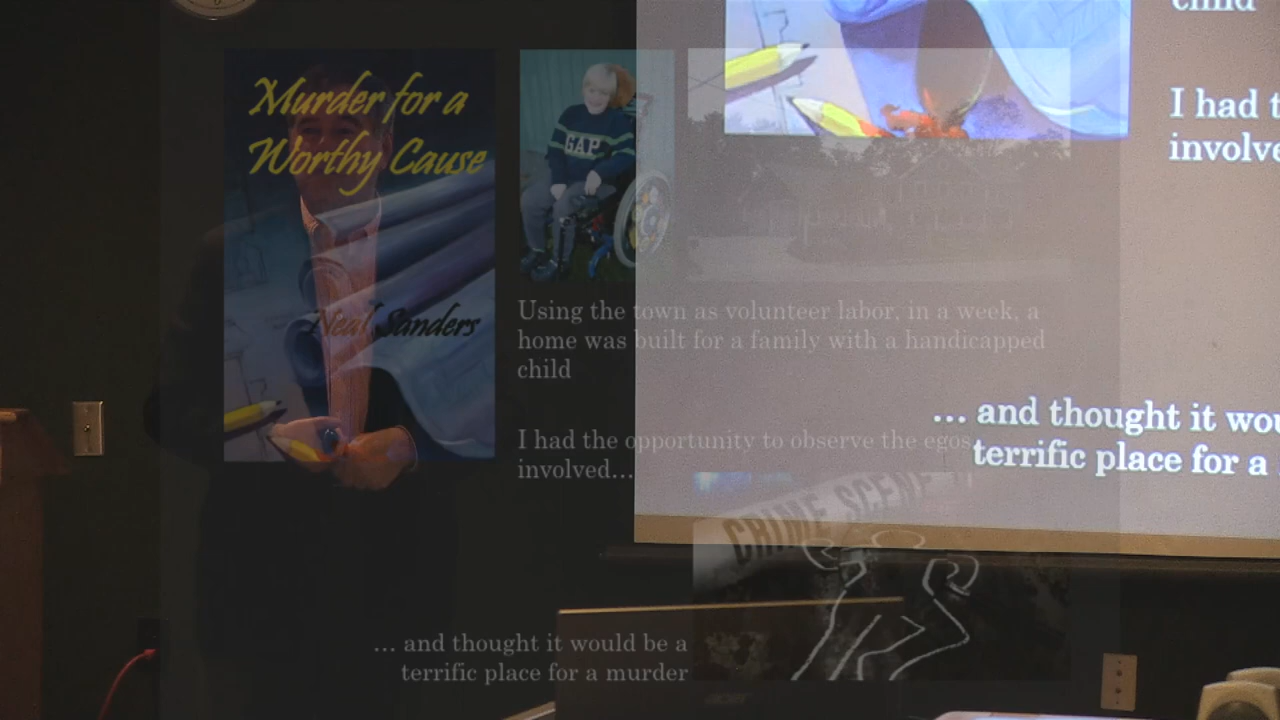 Murder for a
Worthy Cause
Neal Sanders
GAP
Using the town as volunteer labor, in a week, a
home was built for a family with a handicapped
child
I had the opportunity to observe the egos
involved…
CRIME SCENE
… and thought it would be a
terrific place for a murder
child
I had t
involve
… and thought it wou
terrific place for a